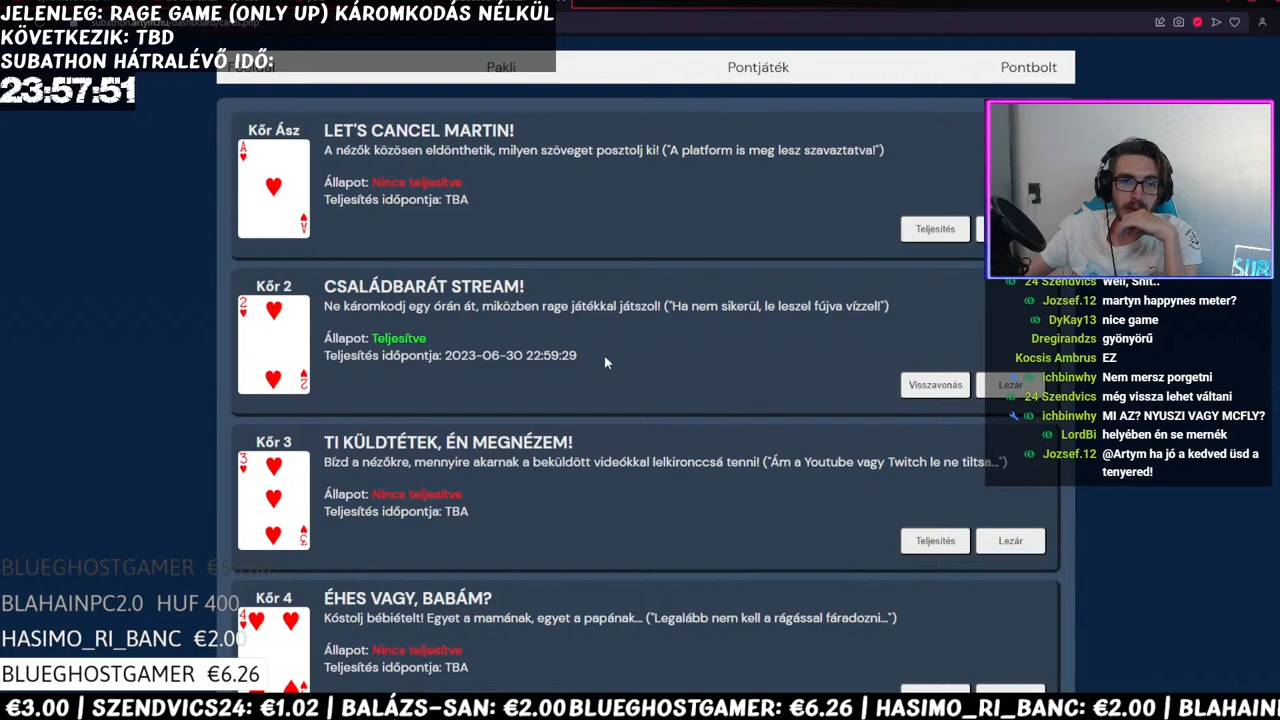 JELENLEG: RAGE GAME (ONLY UP) KÁROMKODÁS NÉLKÜL
KÖVETKEZIK: TBD
SUBATHON HÁTRALÉVŐ IDŐ:
23:57:51
Főoldal
Pakli
Pontjáték
Pontbolt
Kőr Ász
LET'S CANCEL MARTIN!
A nézők közösen eldönthetik, milyen szöveget posztolj ki! ("A platform is meg lesz szavaztatva!")
Állapot: Nincs teljesítve
Teljesítés időpontja: TBA
Teljesítés
Kőr 2
CSALÁDBARÁT STREAM!
Ne káromkodj egy órán át, miközben rage játékkal játszol! ("Ha nem sikerül, le leszel fújva vízzel!")
Állapot: Teljesítve
Teljesítés időpontja: 2023-06-30 22:59:29
Visszavonás
Lezár
Kőr 3
TI KÜLDTÉTEK, ÉN MEGNÉZEM!
Bízd a nézőkre, mennyire akarnak a beküldött videókkal lelkironccsá tenni! ("Ám a Youtube vagy Twitch le ne tiltsa...")
Állapot: Nincs teljesítve
Teljesítés időpontja: TBA
Teljesítés
Lezár
Kőr 4
ÉHES VAGY, BABÁM?
Kóstolj bébiételt! Egyet a mamának, egyet a papának... ("Legalább nem kell a rágással fáradozni...")
Állapot: Nincs teljesítve
Teljesítés időpontja: TBA
A
A
2
2
3
3
4
SUB
24 Szendvics Well, Shit..
Jozsef.12 martyn happynes meter?
DyKay13 nice game
Dregirandzs gyönyörű
Kocsis Ambrus EZ
ichbinwhy Nem mersz porgetni
24 Szendvics még vissza lehet váltani
ichbinwhy MI AZ? NYUSZI VAGY MCFLY?
LordBi helyében én se mernék
Jozsef.12 @Artym ha jó a kedved üsd a
tenyered!
BLUEGHOSTGAMER
BLAHAINPC2.0 HUF 400
HASIMO_RI_BANC €2.00
BLUEGHOSTGAMER €6.26
€3.00 | SZENDVICS24: €1.02 | BALÁZS-SAN: €2.00 BLUEGHOSTGAMER: €6.26 | HASIMO_RI_BANC: €2.00 | BLAHAIN